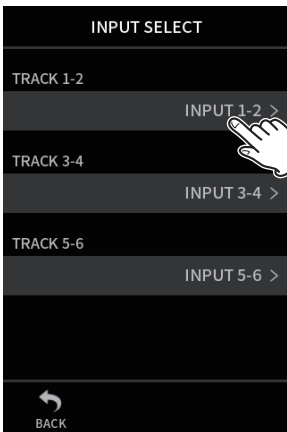 INPUT SELECT
TRACK 1-2
INPUT 1-2 >
TRACK 3-4
INPUT 3-4 >
TRACK 5-6
INPUT 5-6 >
BACK